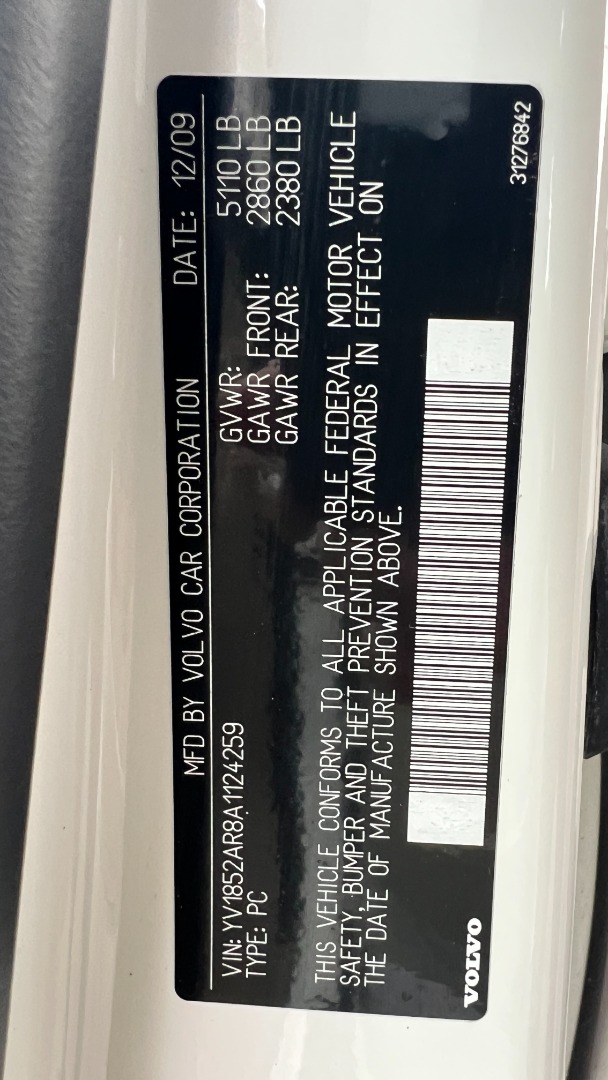 MFD BY VOLVO CAR CORPORATION DATE: 12/09
VIN: YV1852AR8A1124259 GVWR: 5110 LB
TYPE: PC GAWR FRONT: 2860 LB
GAWR REAR: 2380 LB
THIS VEHICLE CONFORMS TO ALL APPLICABLE FEDERAL MOTOR VEHICLE
SAFETY, BUMPER AND THEFT PREVENTION STANDARDS IN EFFECT ON
THE DATE OF MANUFACTURE SHOWN ABOVE.
VOLVO
31276842